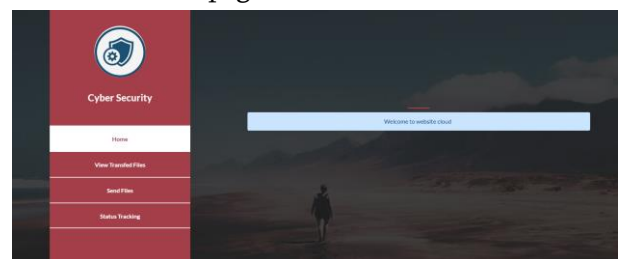 Cyber Security
Home
View Transfed Files
Send Files
Status Tracking
Welcome to website cloud